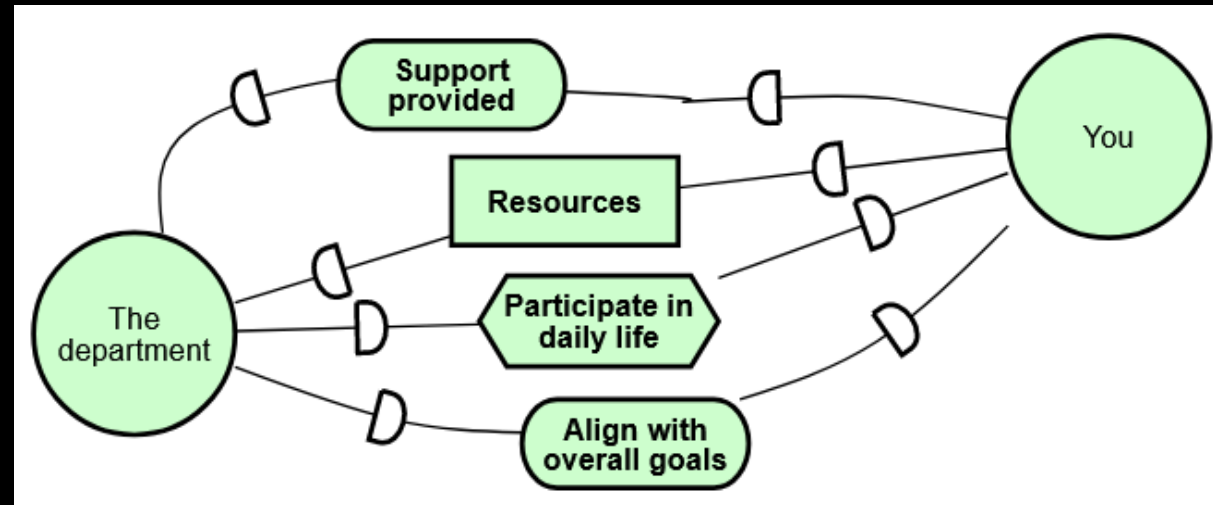 Support
provided
You
Resources
The
department
Participate in
daily life
Align with
overall goals